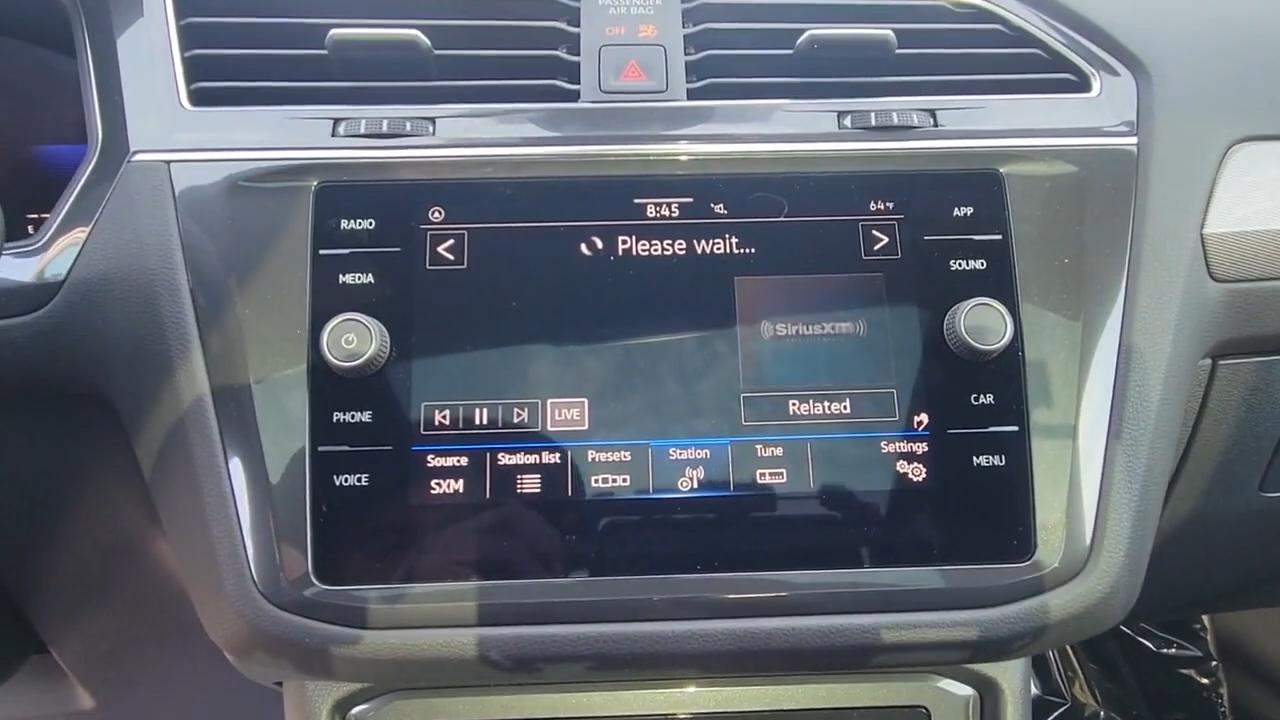 PASSENGER
AIR BAG
OFF
RADIO
MEDIA
PHONE
VOICE
8:45
64°F
Please wait...
SiriusXM
Related
LIVE
Source
SXM
Station list
Presets
Station
Tune
Settings
APP
SOUND
CAR
MENU
E